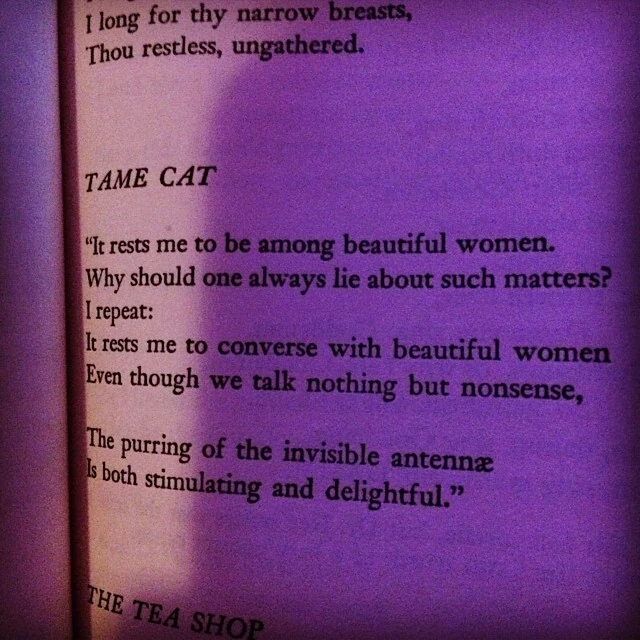 I long for thy narrow breasts,
Thou restless, ungathered.
TAME CAT
“It rests me to be among beautiful women.
Why should one always lie about such matters?
I repeat:
It rests me to converse with beautiful women
Even though we talk nothing but nonsense,
The purring of the invisible antennæ
Is both stimulating and delightful.”
THE TEA SHOP